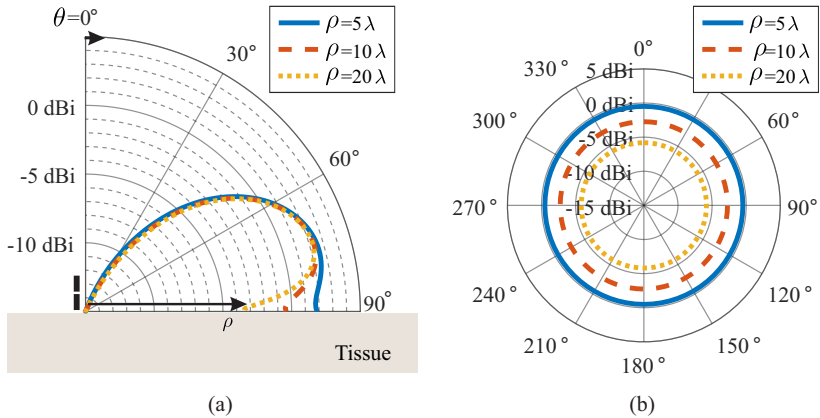 θ=0°
30°
60°
90°
0 dBi
-5 dBi
-10 dBi
ρ=5λ
ρ=10λ
ρ=20λ
ρ
Tissue
(a)
ρ=5λ
ρ=10λ
ρ=20λ
0°
330°
300°
270°
240°
210°
180°
150°
120°
90°
60°
5 dBi
0 dBi
-5 dBi
-10 dBi
-15 dBi
(b)